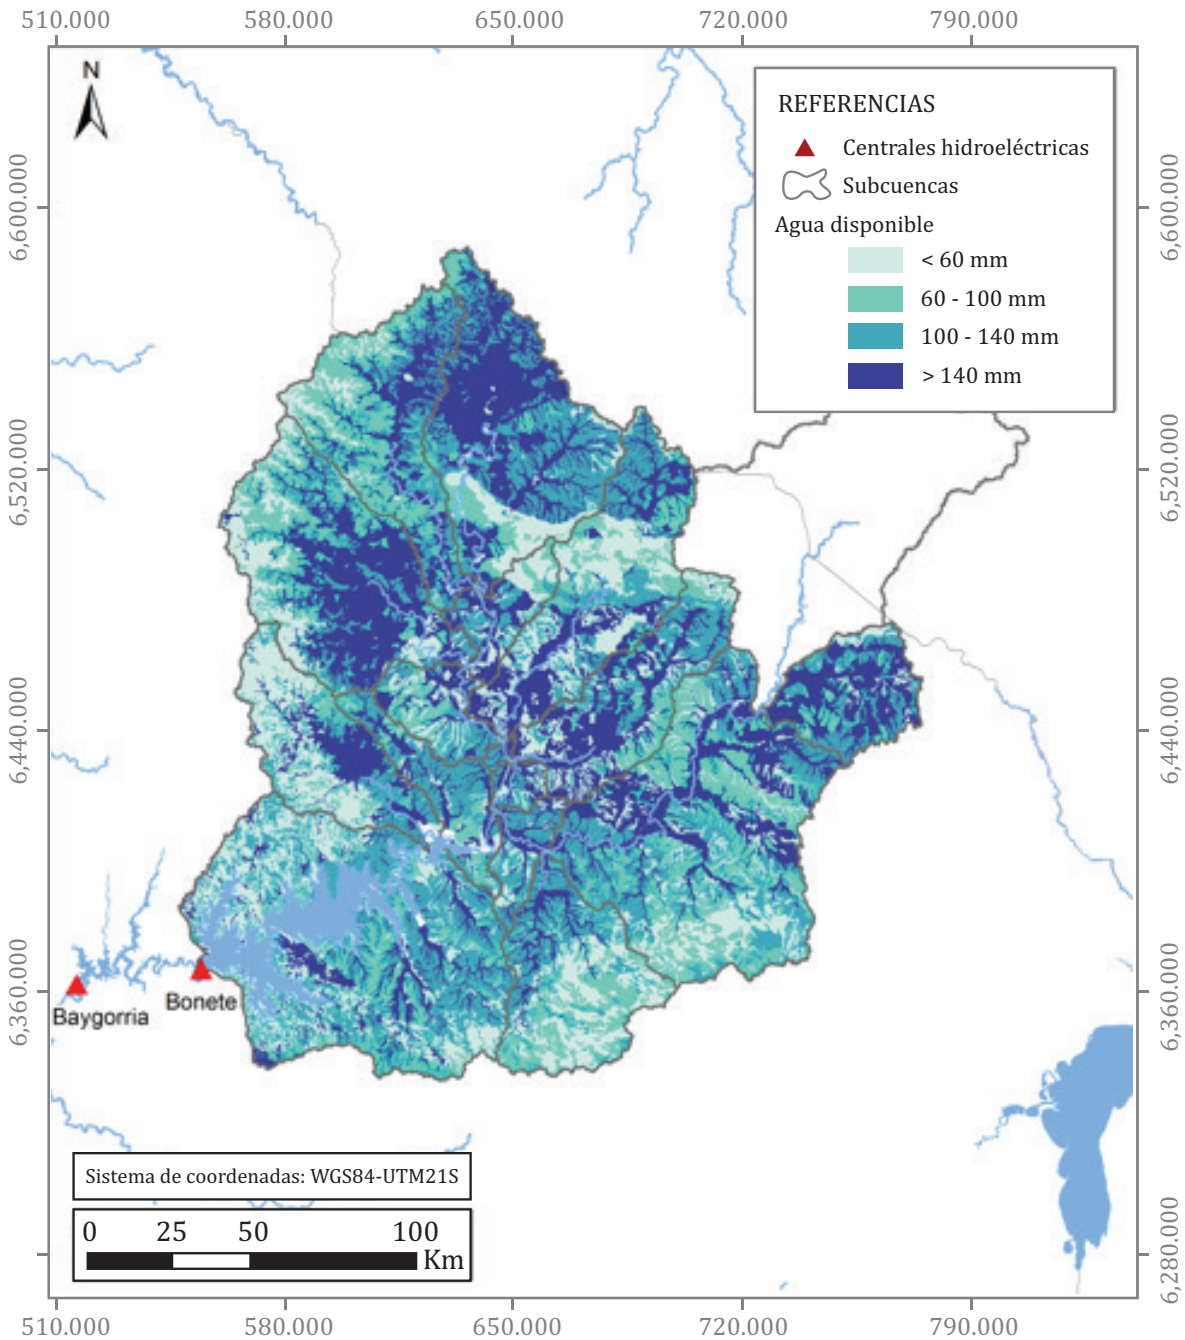 510.000 580.000 650.000 720.000 790.000
N
REFERENCIAS
Centrales hidroeléctricas
Subcuencas
Agua disponible
< 60 mm
60 - 100 mm
100 - 140 mm
> 140 mm
6,600.000 6,600.000
6,520.000 6,520.000
6,440.000 6,440.000
6,360.000 6,360.000
Bonete
Baygorria
Sistema de coordenadas: WGS84-UTM21S
0 25 50 100
Km
6,280.000
510.000 580.000 650.000 720.000 790.000